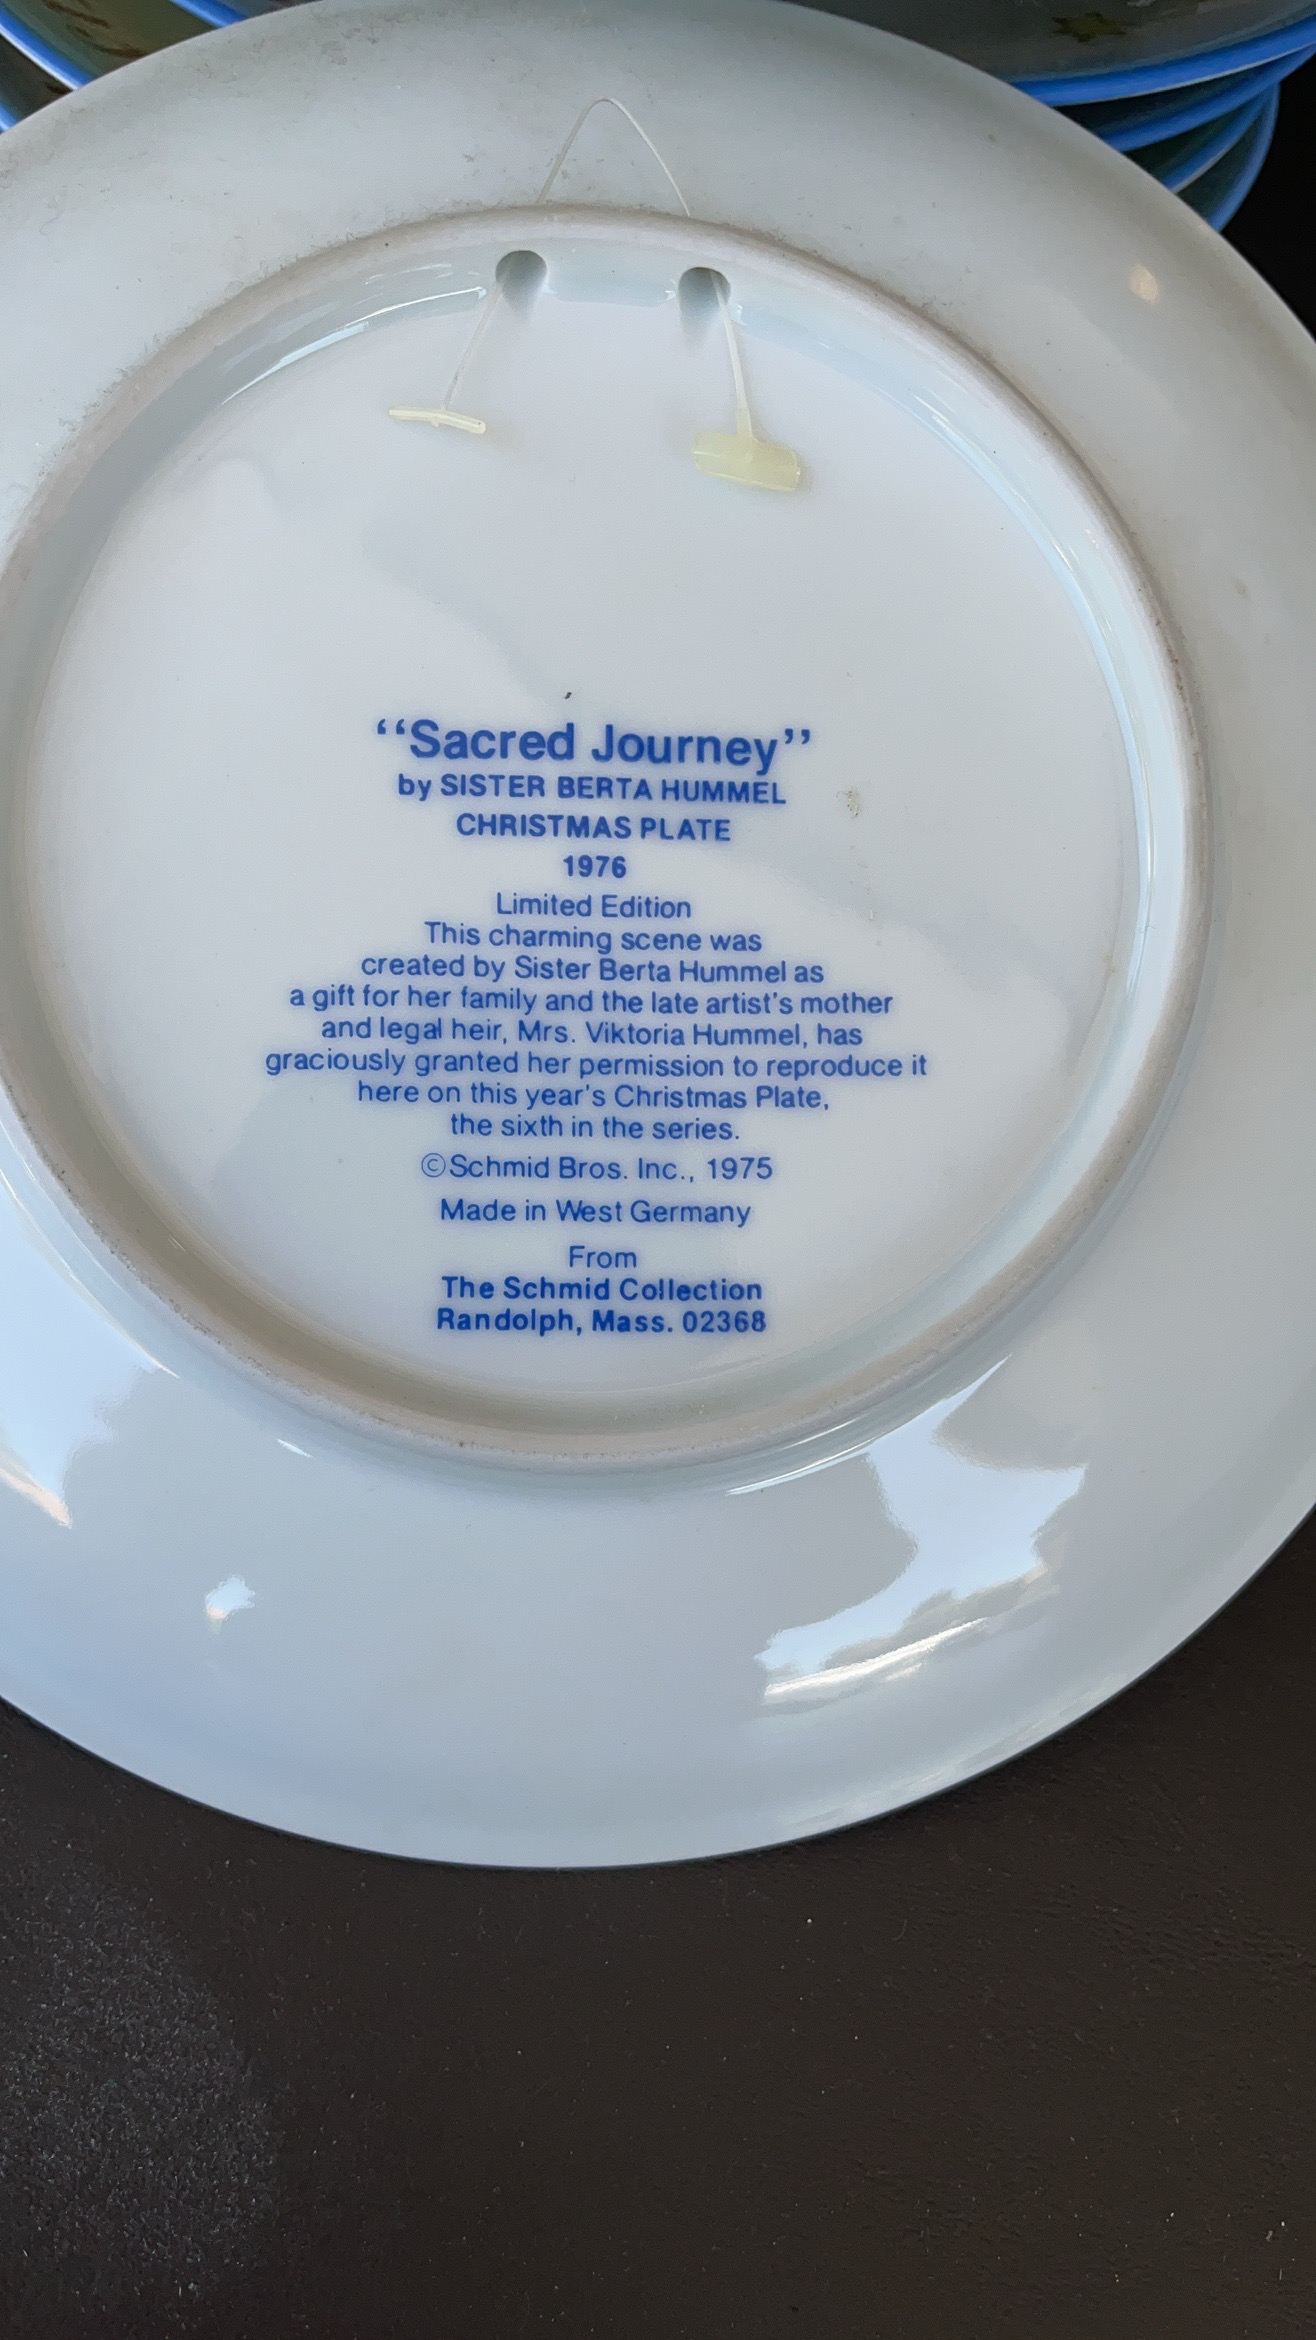 “Sacred Journey”
by SISTER BERTA HUMMEL
CHRISTMAS PLATE
1976
Limited Edition
This charming scene was
created by Sister Berta Hummel as
a gift for her family and the late artist's mother
and legal heir, Mrs. Viktoria Hummel, has
graciously granted her permission to reproduce it
here on this year's Christmas Plate,
the sixth in the series.
©Schmid Bros. Inc., 1975
Made in West Germany
From
The Schmid Collection
Randolph, Mass. 02368